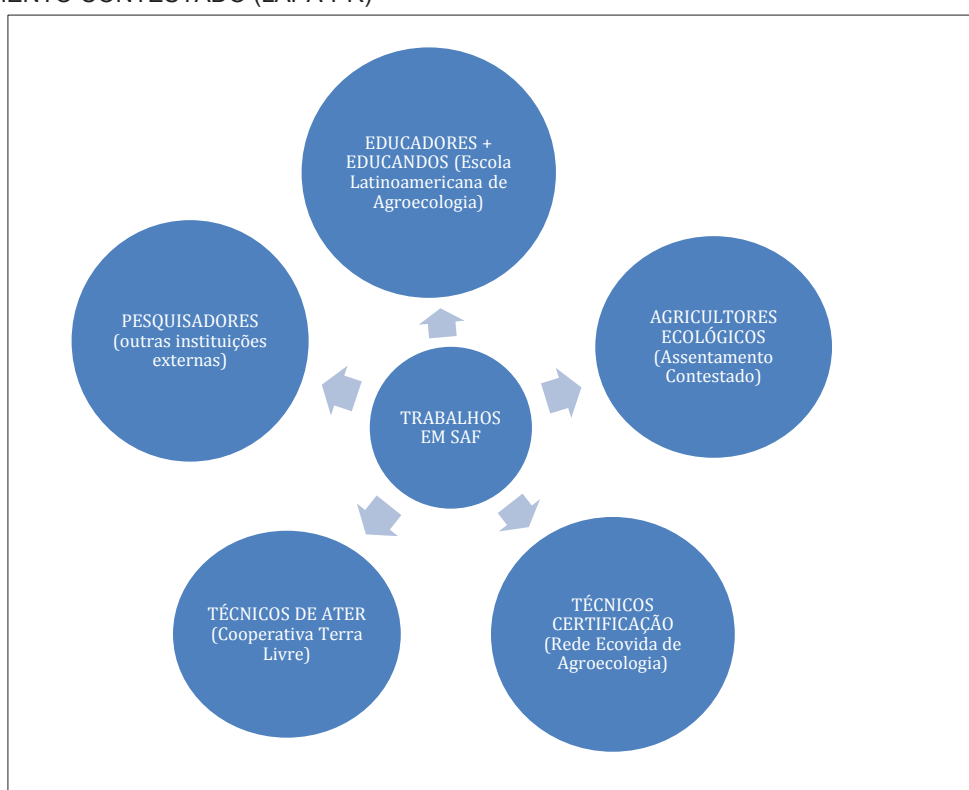 EDUCADORES +
EDUCANDOS (Escola
Latinoamericana de
Agroecologia)
PESQUISADORES
(outras instituições
externas)
AGRICULTORES
ECOLÓGICOS
(Assentamento
Contestado)
TRABALHOS
EM SAF
TÉCNICOS DE ATER
(Cooperativa Terra
Livre)
TÉCNICOS
CERTIFICAÇÃO
(Rede Ecovida de
Agroecologia)